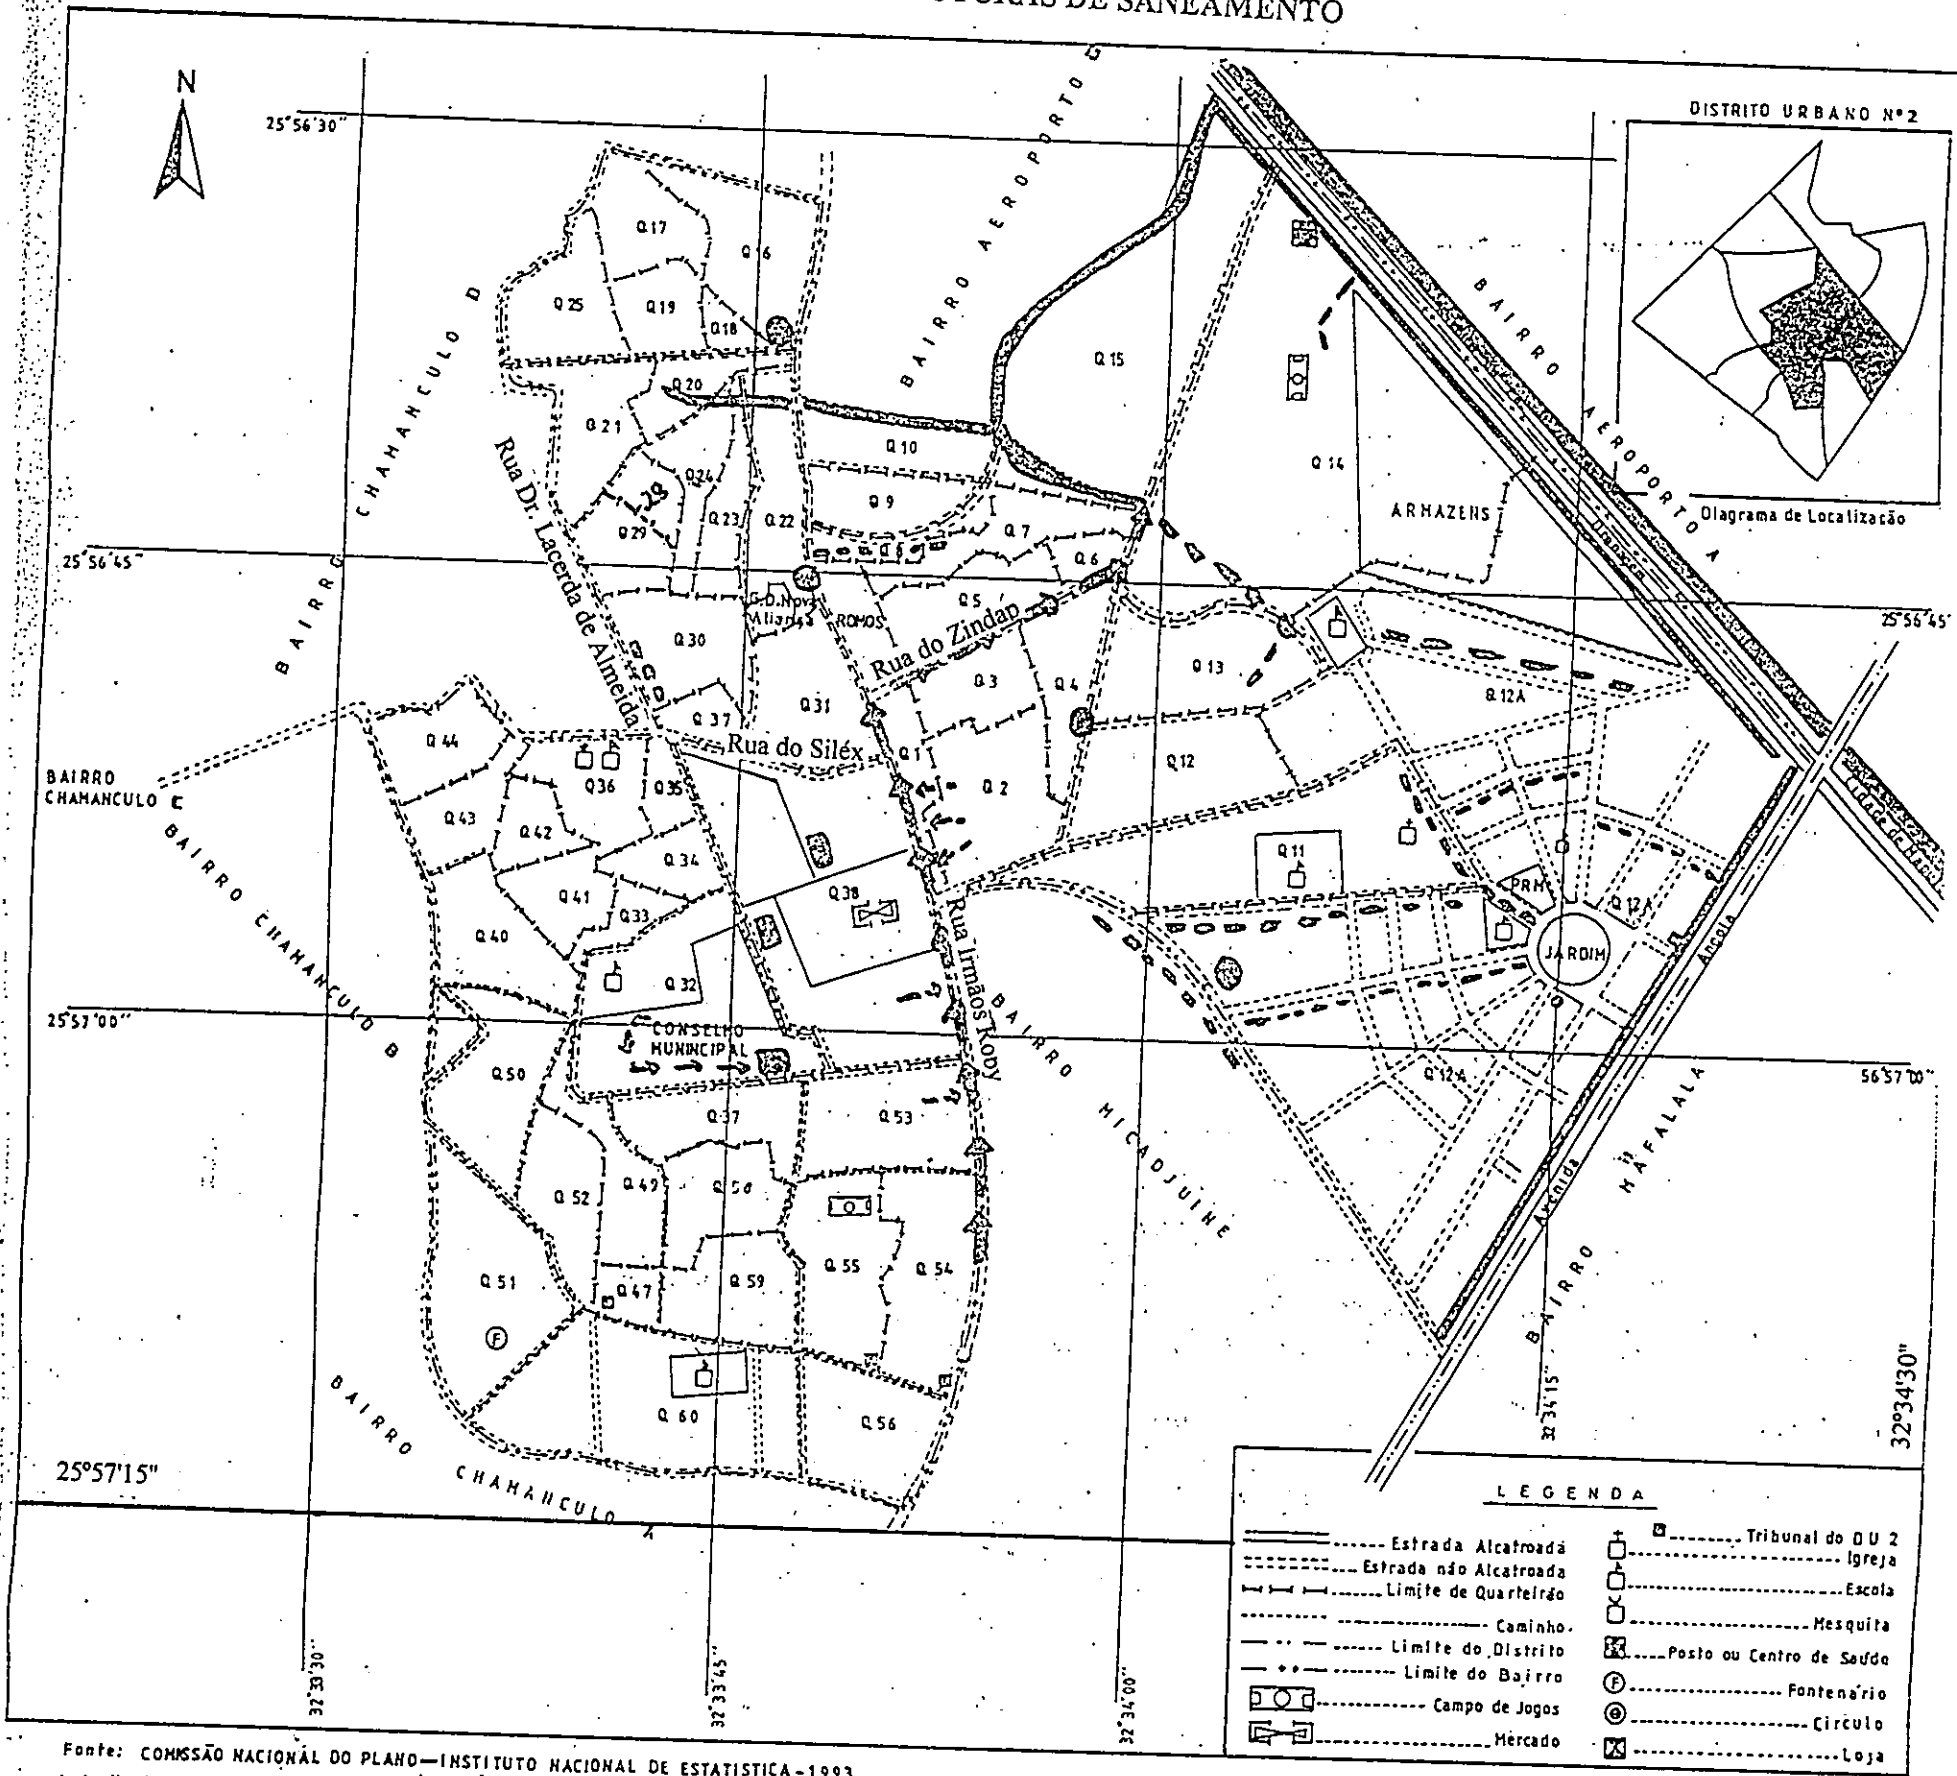 DE SANEAMENTO
N
25°56'30"
DISTRITO URBANO Nº2
Diagrama de Localização
BAIRRO AEROPORTO
BAIRRO AEROPORTO A
BAIRRO CHAMANCULO D
Q 17
Q 16
Q 25
Q 19
Q 18
Q 15
Q 20
Q 21
Q 10
Q 14
Q 24
28
Q 9
ARMAZENS
Q 29
Q 23
Q 22
Q 7
Drenagem
Q 6
25°56'45"
25°56'45"
Rua Dr. Lacerda de Almeida
G.D.Nova
Aliança
ROMOS
Q 5
Rua do Zindap
Q 30
Q 3
Q 4
Q 13
Q 12A
Q 37
Q 31
Rua do Siléx
Q 1
Q 44
Q 36
Q 35
Q 2
Q 12
BAIRRO
CHAMANCULO C
Q 43
Q 42
Q 34
Q 11
Q 38
PRM
Q 12A
Q 41
Q 33
Q 40
JARDIM
Rua Irmãos Roby
Avenida Angola
BAIRRO CHAMANCULO B
Q 32
25°57'00"
CONSELHO
MUNINCIPAL
BAIRRO MICADJUINE
Q 50
Q 12A
56°57'00"
Q 37
Q 53
BAIRRO MAFALALA
Q 52
Q 49
Q 51
Q 47
Q 59
Q 55
Q 54
F
Q 60
Q 56
BAIRRO CHAMANCULO A
25°57'15"
32°33'30"
32°33'45"
32°34'00"
32°34'15"
32°34'30"
LEGENDA
Estrada Alcatroada
Estrada não Alcatroada
Limite de Quarteirão
Caminho
Limite do Distrito
Limite do Bairro
Campo de Jogos
Mercado
Tribunal do DU 2
Igreja
Escola
Mesquita
Posto ou Centro de Saúde
F Fontenário
Circulo
Loja
Fonte: COMISSÃO NACIONAL DO PLANO—INSTITUTO NACIONAL DE ESTATISTICA-1993